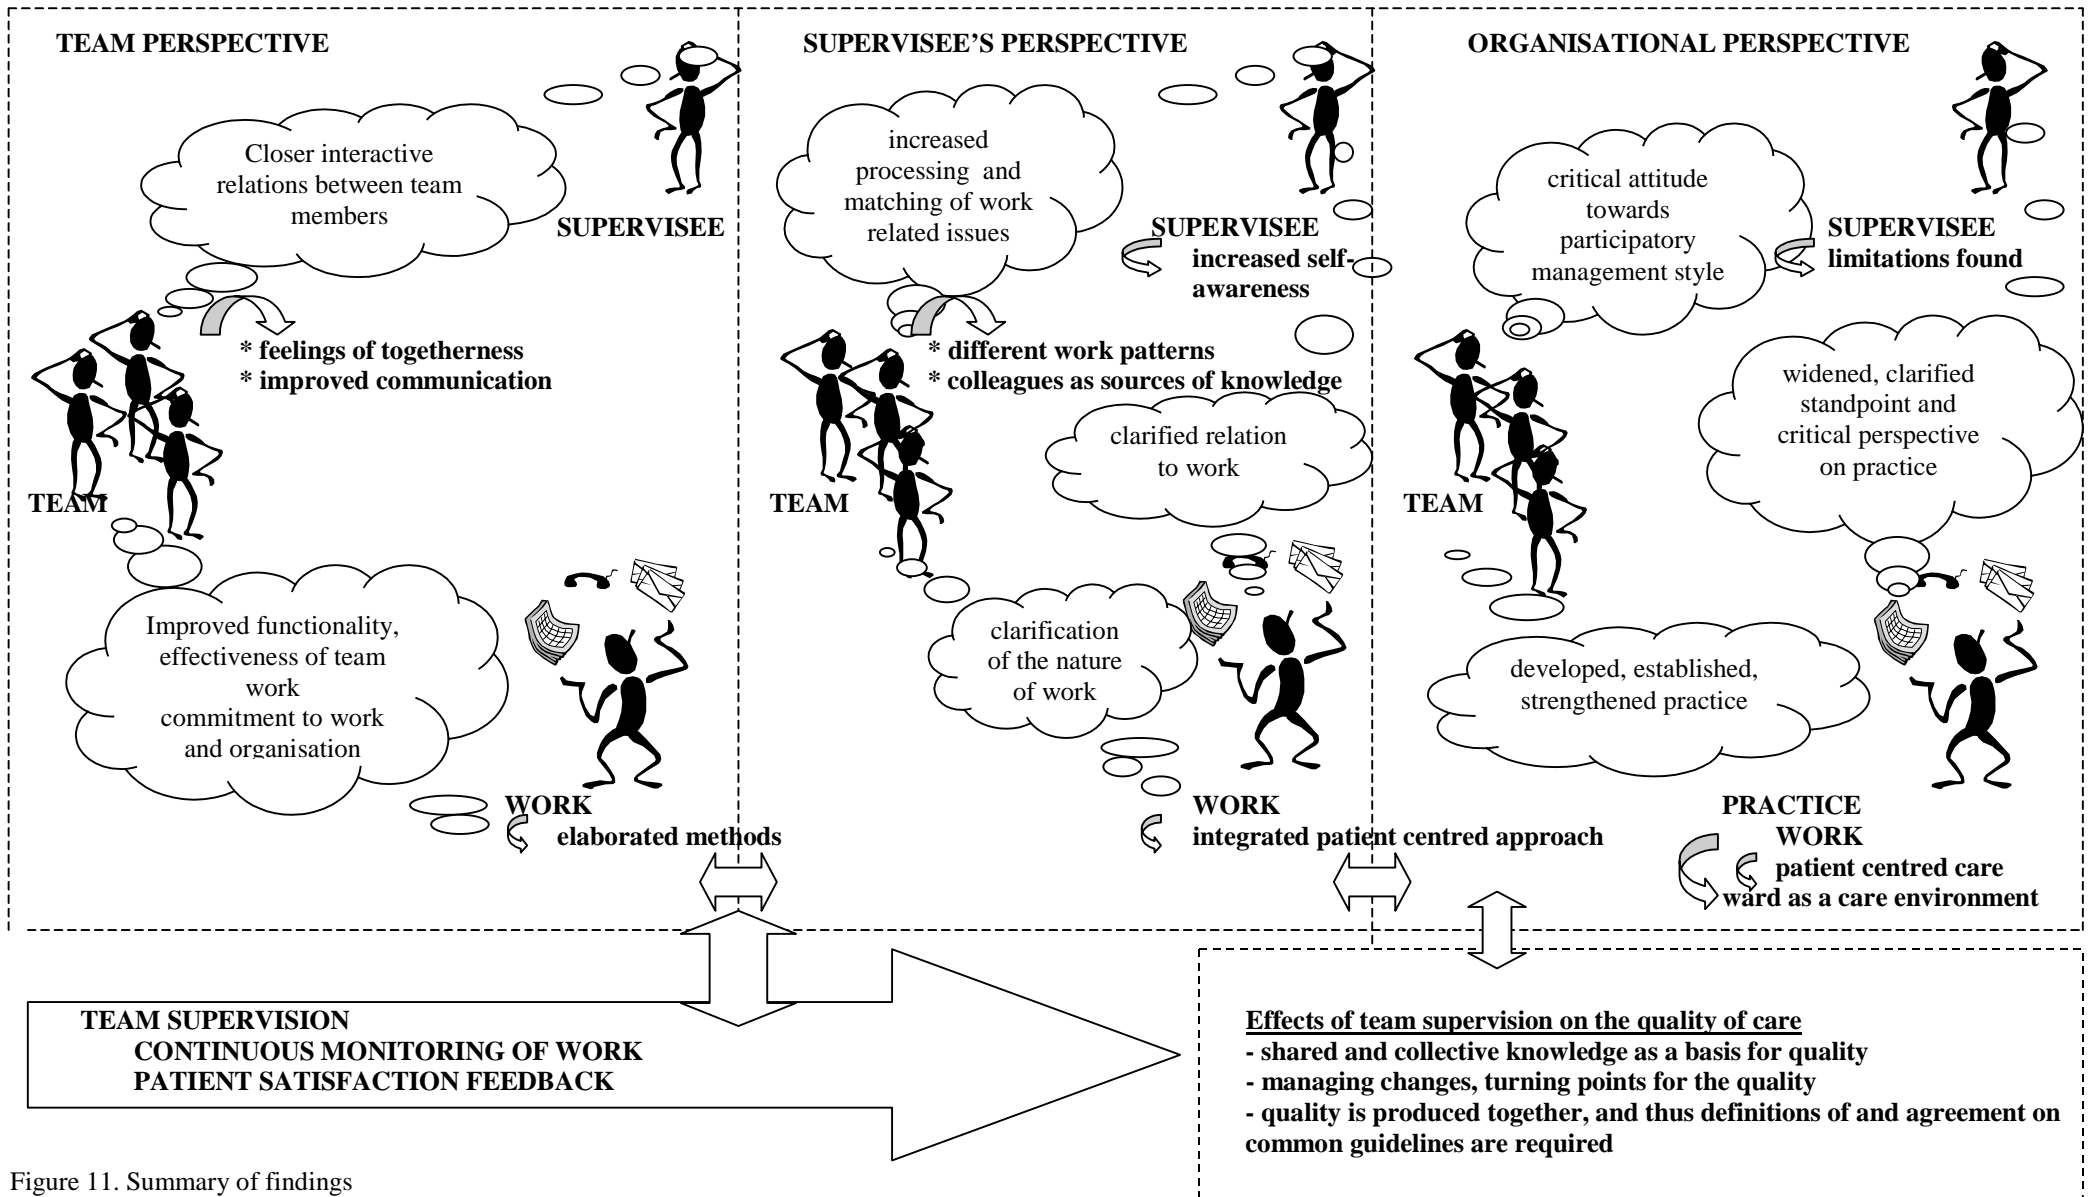 TEAM PERSPECTIVE
Closer interactive
relations between team
members
SUPERVISEE
* feelings of togetherness
* improved communication
TEAM
Improved functionality,
effectiveness of team
work
commitment to work
and organisation
WORK
elaborated methods
SUPERVISEE'S PERSPECTIVE
increased
processing and
matching of work
related issues
SUPERVISEE
increased self-
awareness
* different work patterns
* colleagues as sources of knowledge
clarified relation
to work
TEAM
clarification
of the nature
of work
WORK
integrated patient centred approach
ORGANISATIONAL PERSPECTIVE
critical attitude
towards
participatory
management style
SUPERVISEE
limitations found
widened, clarified
standpoint and
critical perspective
on practice
TEAM
developed, established,
strengthened practice
PRACTICE
WORK
patient centred care
ward as a care environment
TEAM SUPERVISION
CONTINUOUS MONITORING OF WORK
PATIENT SATISFACTION FEEDBACK
Effects of team supervision on the quality of care
- shared and collective knowledge as a basis for quality
- managing changes, turning points for the quality
- quality is produced together, and thus definitions of and agreement on
common guidelines are required
Figure 11. Summary of findings